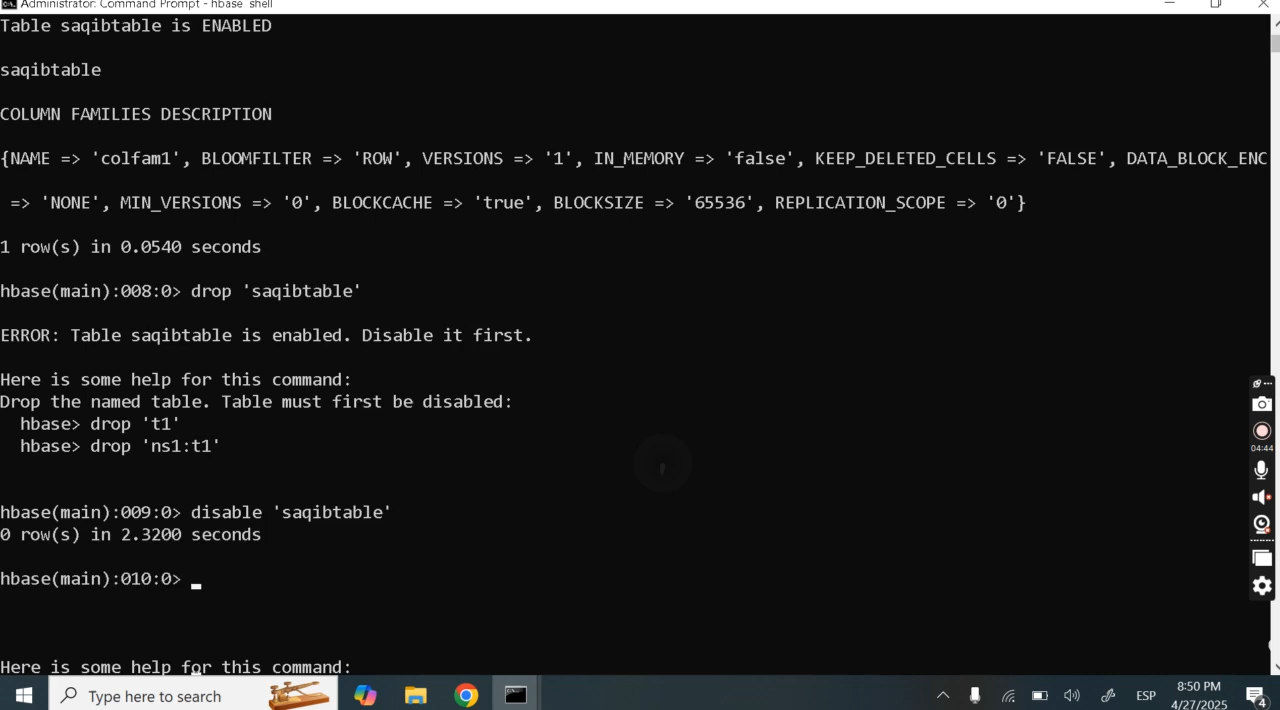 Administrator: Command Prompt - hbase shell
Table saqibtable is ENABLED
saqibtable
COLUMN FAMILIES DESCRIPTION
{NAME => 'colfam1', BLOOMFILTER => 'ROW', VERSIONS => '1', IN_MEMORY => 'false', KEEP_DELETED_CELLS => 'FALSE', DATA_BLOCK_ENC
=> 'NONE', MIN_VERSIONS => '0', BLOCKCACHE => 'true', BLOCKSIZE => '65536', REPLICATION_SCOPE => '0'}
1 row(s) in 0.0540 seconds
hbase(main):008:0> drop 'saqibtable'
ERROR: Table saqibtable is enabled. Disable it first.
Here is some help for this command:
Drop the named table. Table must first be disabled:
hbase> drop 't1'
hbase> drop 'ns1:t1'
hbase(main):009:0> disable 'saqibtable'
0 row(s) in 2.3200 seconds
hbase(main):010:0>
Here is some help for this command:
04:44
Type here to search
ESP
8:50 PM
4/27/2025
4